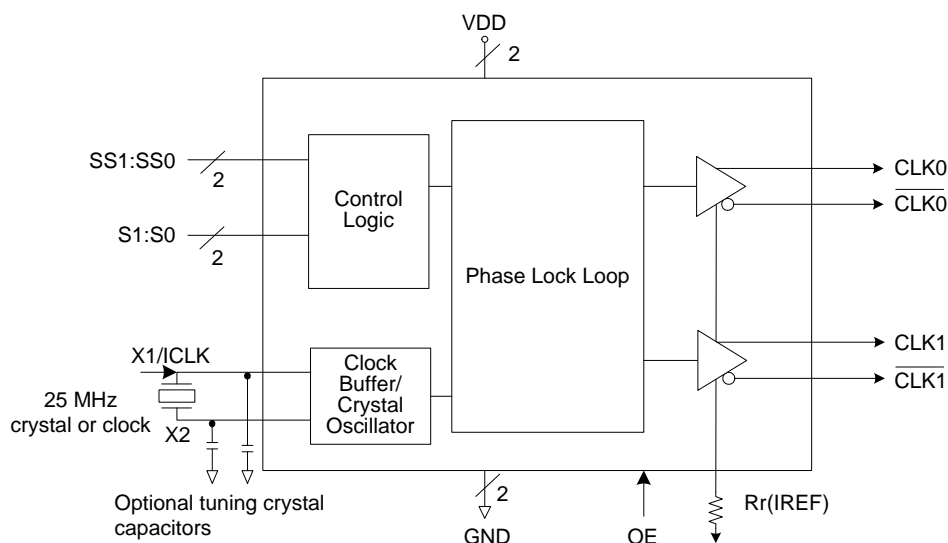 VDD
2
SS1:SS0
2
S1:S0
2
Control
Logic
Phase Lock Loop
CLK0
CLK0
CLK1
CLK1
X1/ICLK
25 MHz
crystal or clock
X2
Clock
Buffer/
Crystal
Oscillator
Optional tuning crystal
capacitors
2
GND
OE
Rr(IREF)